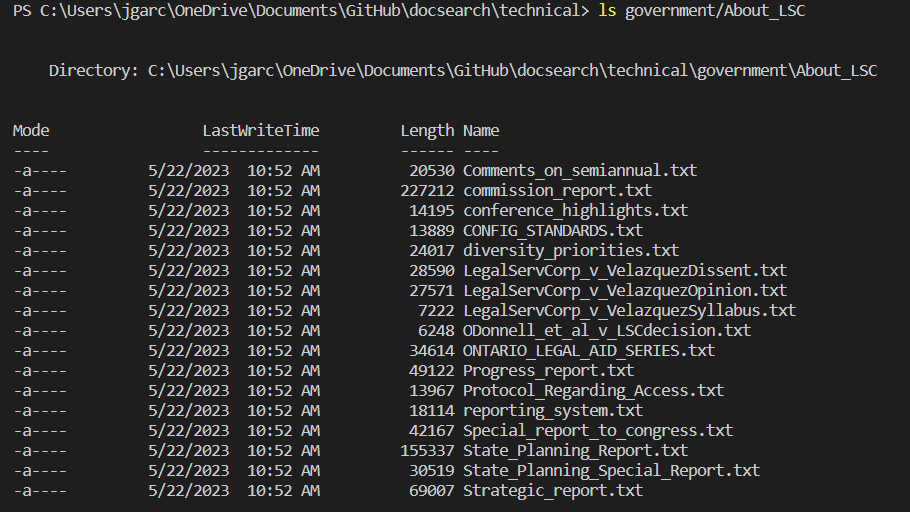 PS C:\Users\jgarc\OneDrive\Documents\GitHub\docsearch\technical> ls government/About_LSC
Directory: C:\Users\jgarc\OneDrive\Documents\GitHub\docsearch\technical\government\About_LSC
Mode                 LastWriteTime         Length Name
----                 -------------         ------ ----
-a----         5/22/2023  10:52 AM          20530 Comments_on_semiannual.txt
-a----         5/22/2023  10:52 AM         227212 commission_report.txt
-a----         5/22/2023  10:52 AM          14195 conference_highlights.txt
-a----         5/22/2023  10:52 AM          13889 CONFIG_STANDARDS.txt
-a----         5/22/2023  10:52 AM          24017 diversity_priorities.txt
-a----         5/22/2023  10:52 AM          28590 LegalServCorp_v_VelazquezDissent.txt
-a----         5/22/2023  10:52 AM          27571 LegalServCorp_v_VelazquezOpinion.txt
-a----         5/22/2023  10:52 AM           7222 LegalServCorp_v_VelazquezSyllabus.txt
-a----         5/22/2023  10:52 AM           6248 ODonnell_et_al_v_LSCdecision.txt
-a----         5/22/2023  10:52 AM          34614 ONTARIO_LEGAL_AID_SERIES.txt
-a----         5/22/2023  10:52 AM          49122 Progress_report.txt
-a----         5/22/2023  10:52 AM          13967 Protocol_Regarding_Access.txt
-a----         5/22/2023  10:52 AM          18114 reporting_system.txt
-a----         5/22/2023  10:52 AM          42167 Special_report_to_congress.txt
-a----         5/22/2023  10:52 AM         155337 State_Planning_Report.txt
-a----         5/22/2023  10:52 AM          30519 State_Planning_Special_Report.txt
-a----         5/22/2023  10:52 AM          69007 Strategic_report.txt